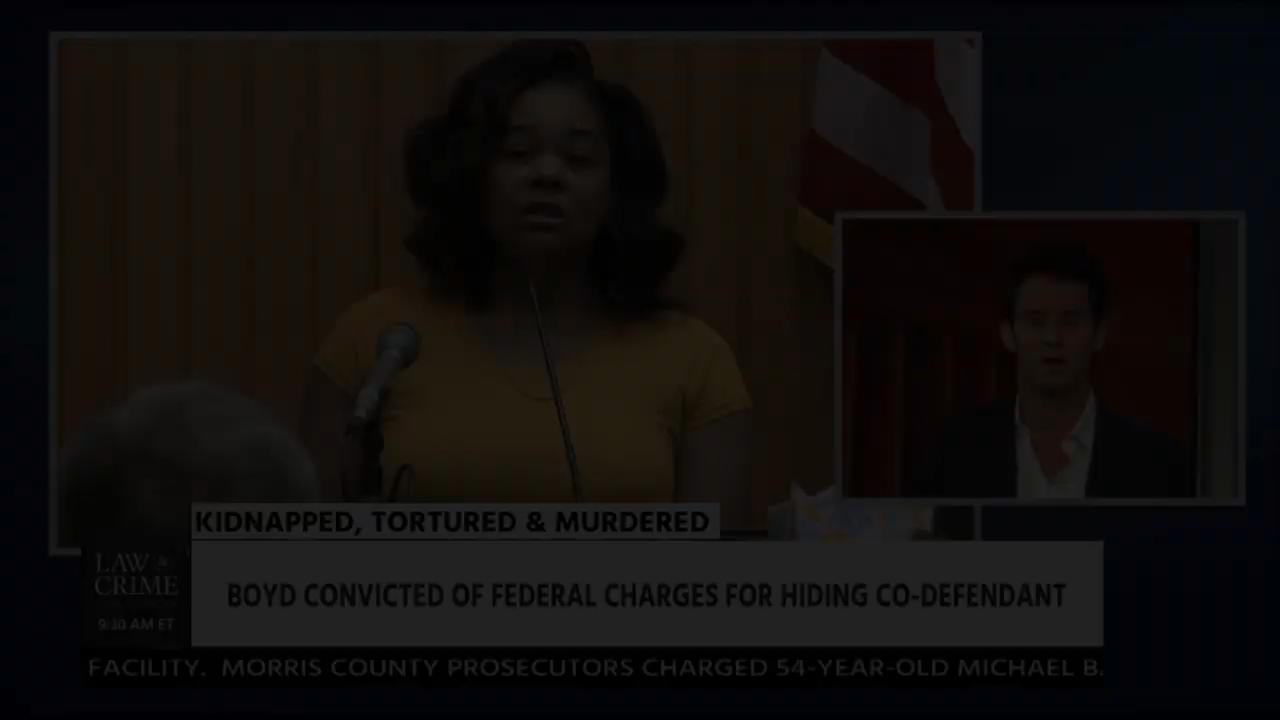 KIDNAPPED, TORTURED & MURDERED
LAW &
CRIME
BOYD CONVICTED OF FEDERAL CHARGES FOR HIDING CO-DEFENDANT
9:30 AM ET
FACILITY. MORRIS COUNTY PROSECUTORS CHARGED 54-YEAR-OLD MICHAEL B.